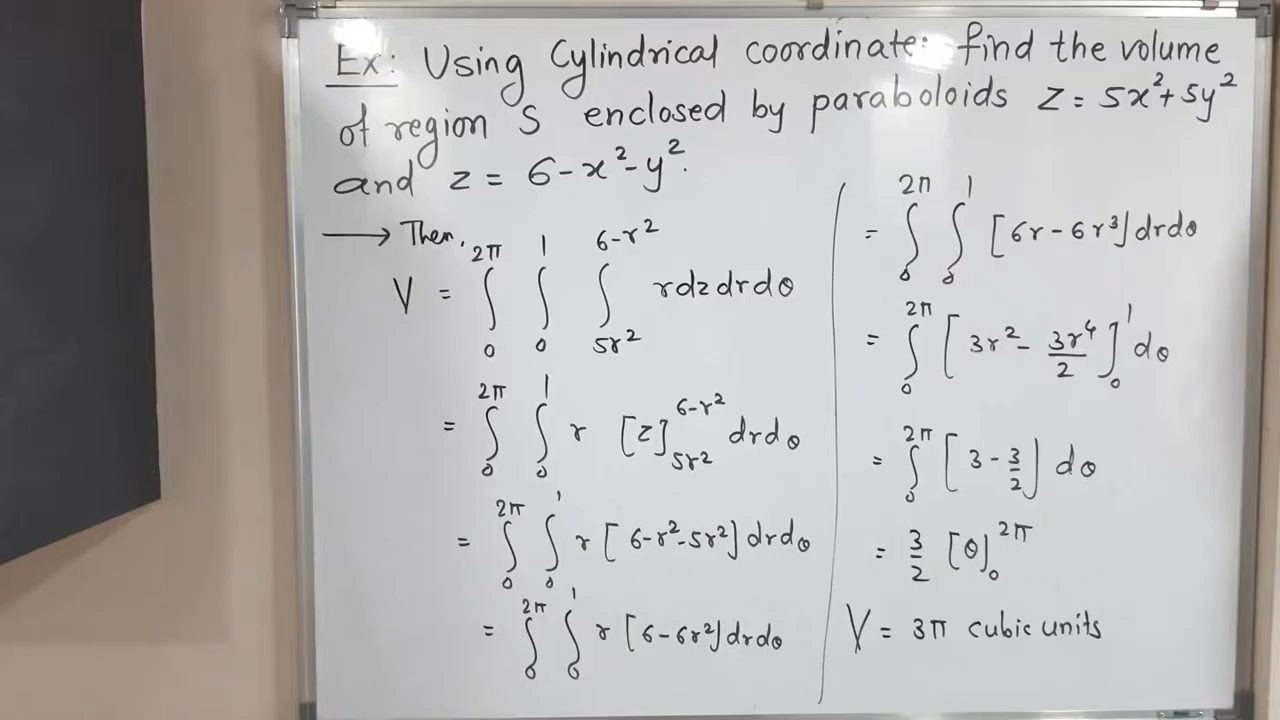 Ex: Using Cylindrical coordinate: find the volume
of region S enclosed by paraboloids z = 5x² + 5y²
and z = 6 - x² - y².
→ Then,
V = ∫₀^2π ∫₀^1 ∫_5r²^6-r² r dz dr dθ
= ∫₀^2π ∫₀^1 r [z]_5r²^6-r² dr dθ
= ∫₀^2π ∫₀^1 r [6-r²-5r²] dr dθ
= ∫₀^2π ∫₀^1 r [6-6r²] dr dθ
= ∫₀^2π ∫₀^1 [6r - 6r³] dr dθ
= ∫₀^2π [3r² - 3r⁴/2]₀^1 dθ
= ∫₀^2π [3 - 3/2] dθ
= 3/2 [θ]₀^2π
V = 3π cubic units